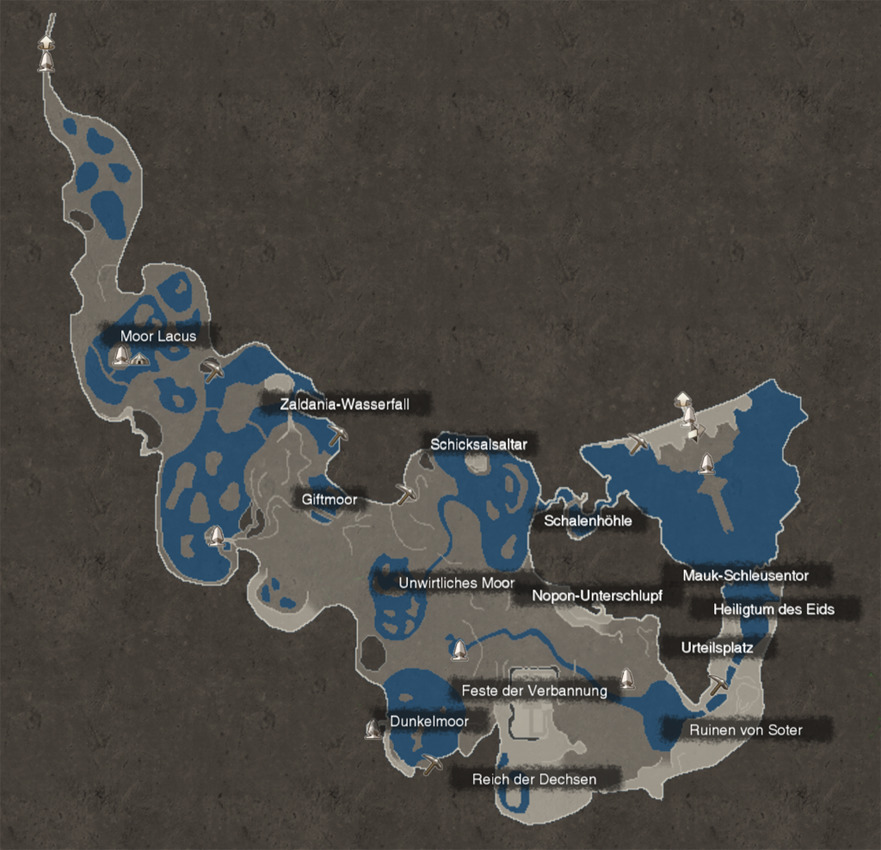 Moor Lacus
Zaldania-Wasserfall
Schicksalsaltar
Giftmoor
Schalenhöhle
Mauk-Schleusentor
Unwirtliches Moor
Nopon-Unterschlupf
Heiligtum des Eids
Urteilsplatz
Feste der Verbannung
Dunkelmoor
Ruinen von Soter
Reich der Dechsen